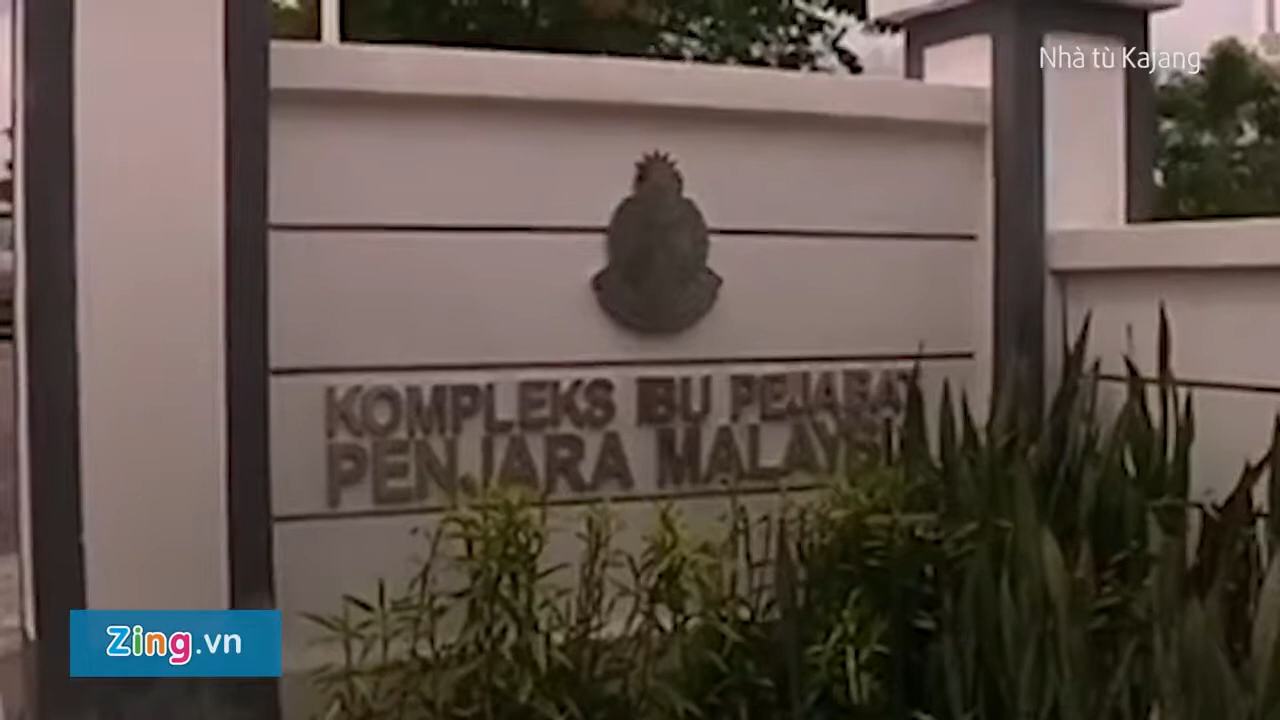 Nhà tù Kajang
KOMPLEKS IBU PEJABAT
PENJARA MALAYSIA
Zing.vn